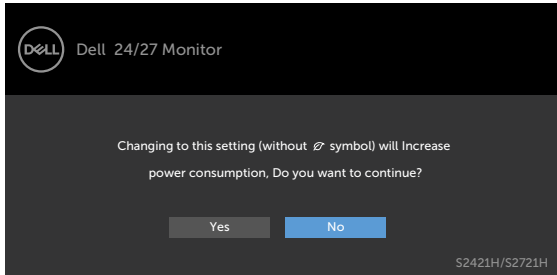 DELL
Dell 24/27 Monitor
Changing to this setting (without symbol) will Increase
power consumption, Do you want to continue?
Yes
No
S2421H/S2721H